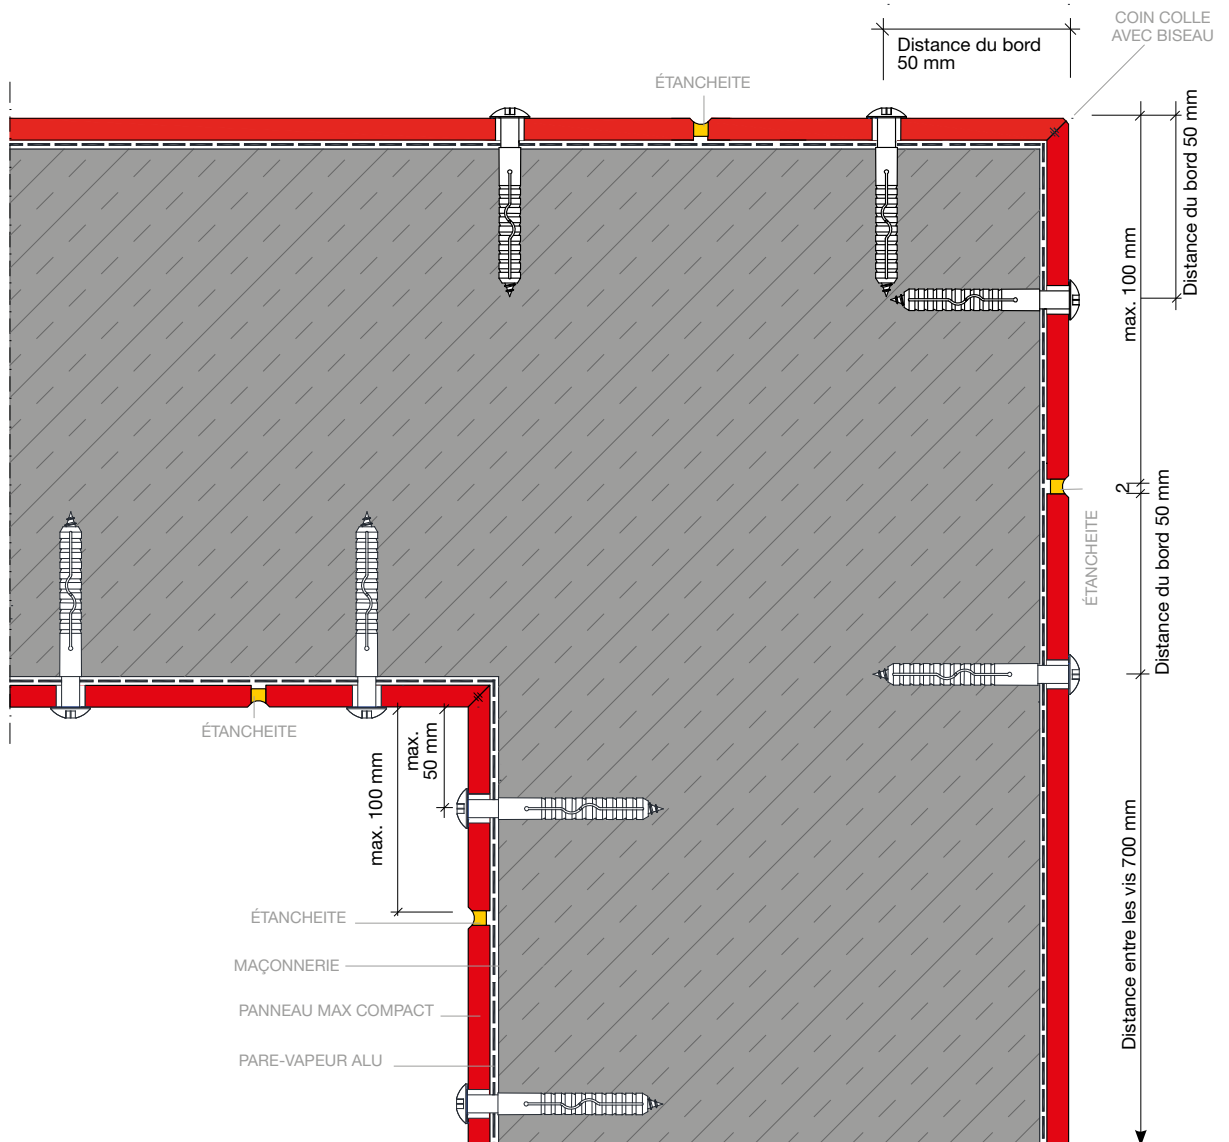 COIN COLLE
AVEC BISEAU
Distance du bord
50 mm
ÉTANCHEITE
Distance du bord 50 mm
max. 100 mm
2
ÉTANCHEITE
Distance du bord 50 mm
ÉTANCHEITE
max.
50 mm
max. 100 mm
Distance entre les vis 700 mm
ÉTANCHEITE
MAÇONNERIE
PANNEAU MAX COMPACT
PARE-VAPEUR ALU